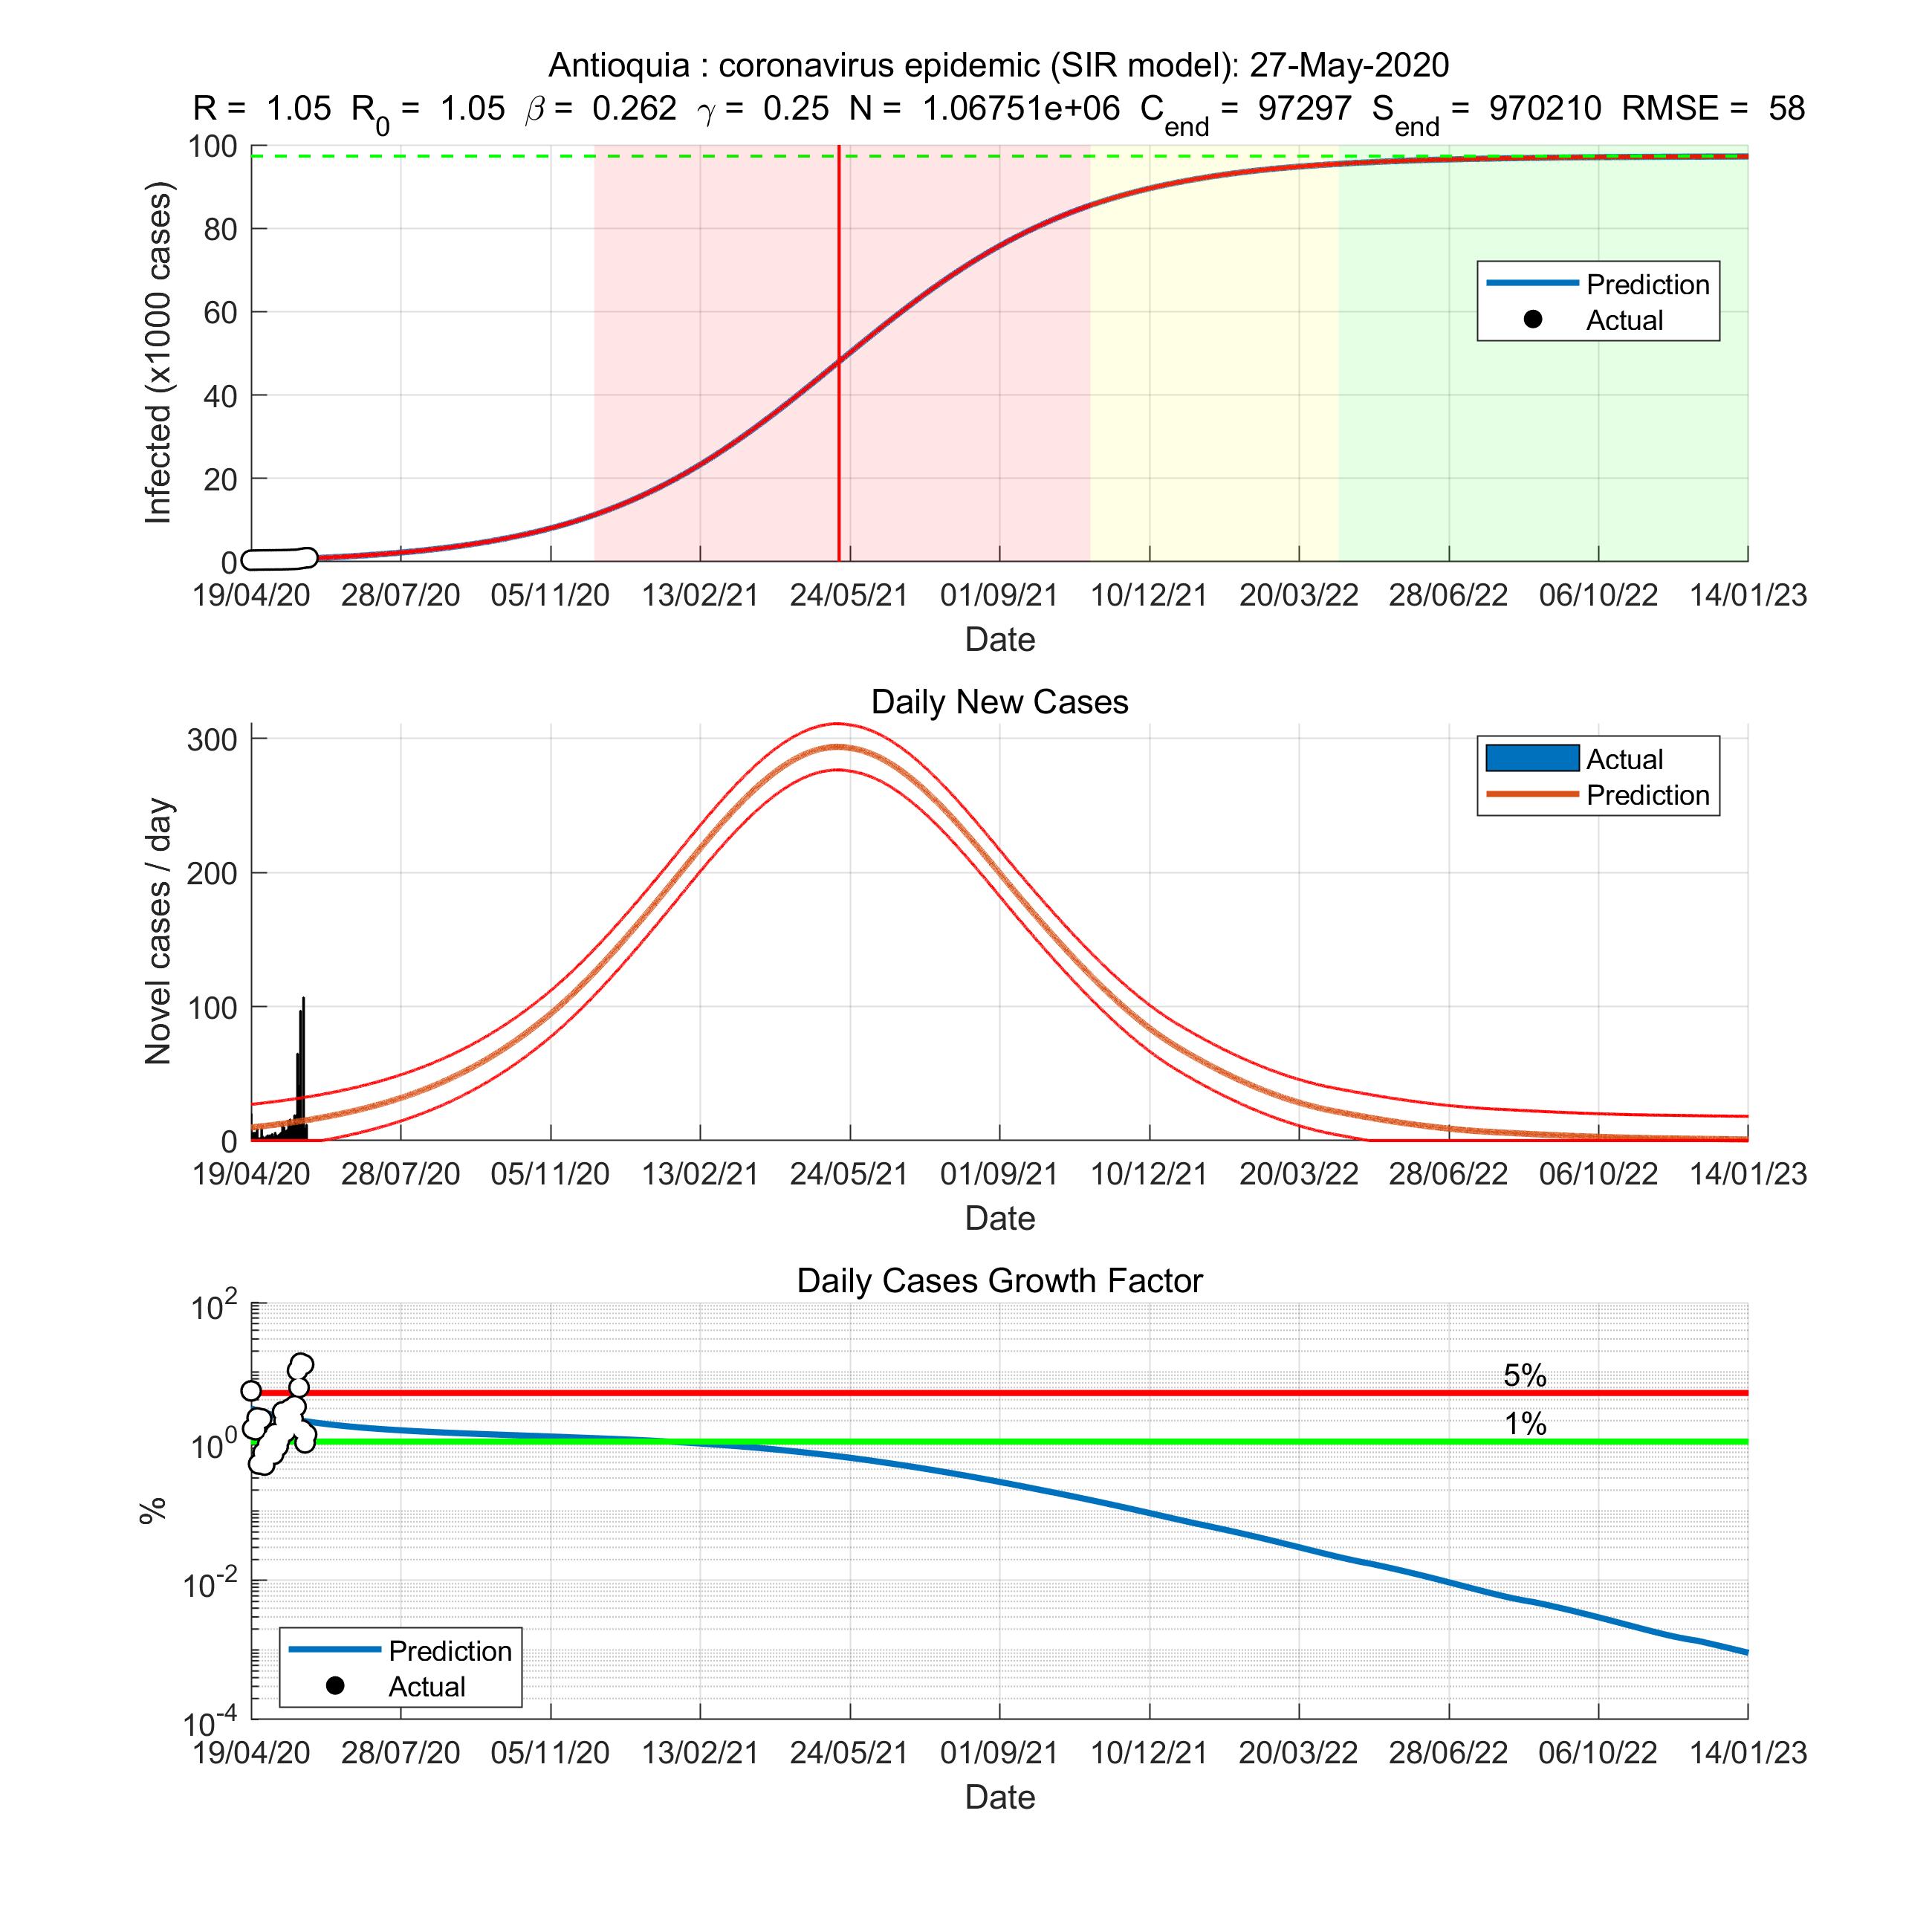 Antioquia : coronavirus epidemic (SIR model): 27-May-2020
R = 1.05 R0 = 1.05 β = 0.262 γ = 0.25 N = 1.06751e+06 Cend = 97297 Send = 970210 RMSE = 58
100
80
60
40
20
0
Infected (x1000 cases)
Prediction
Actual
19/04/20 28/07/20 05/11/20 13/02/21 24/05/21 01/09/21 10/12/21 20/03/22 28/06/22 06/10/22 14/01/23
Date
Daily New Cases
300
200
100
0
Novel cases / day
Actual
Prediction
19/04/20 28/07/20 05/11/20 13/02/21 24/05/21 01/09/21 10/12/21 20/03/22 28/06/22 06/10/22 14/01/23
Date
Daily Cases Growth Factor
10^2
10^0
10^-2
10^-4
%
5%
1%
Prediction
Actual
19/04/20 28/07/20 05/11/20 13/02/21 24/05/21 01/09/21 10/12/21 20/03/22 28/06/22 06/10/22 14/01/23
Date